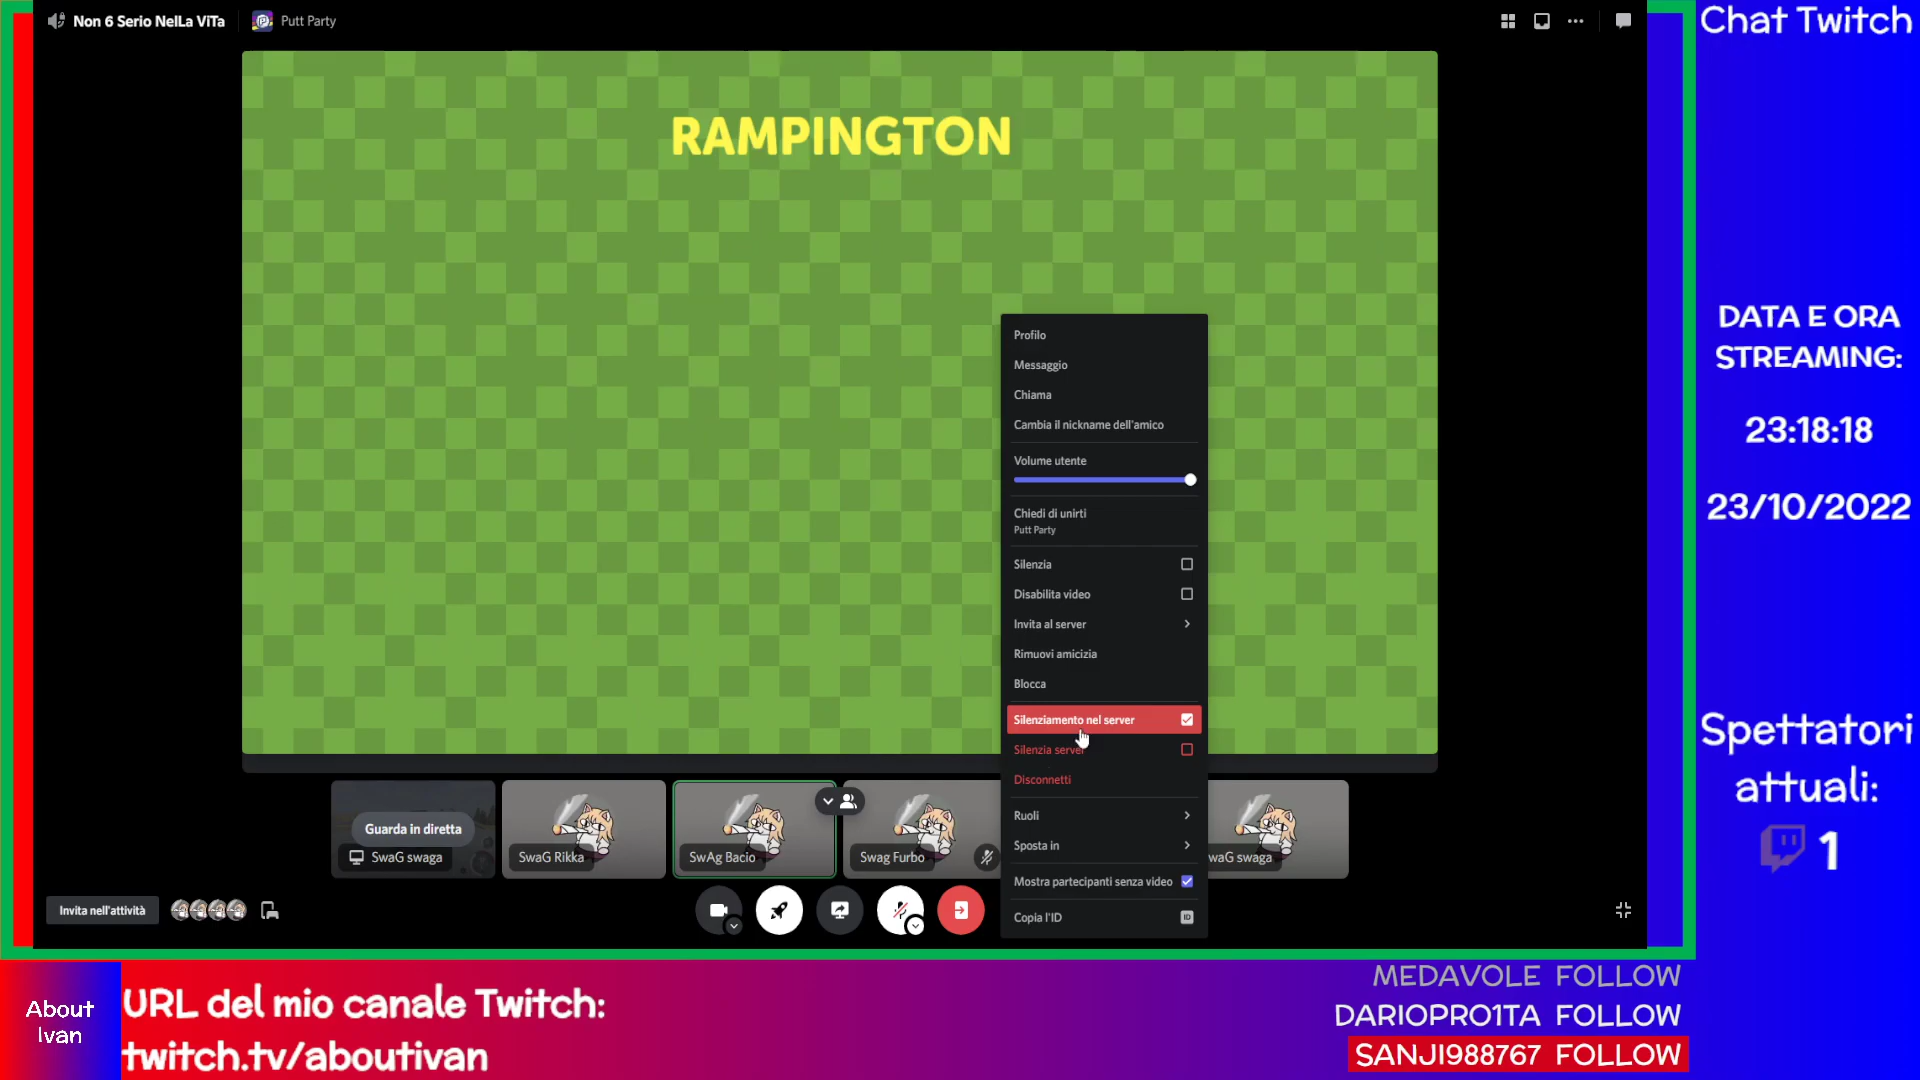 Non 6 Serio NelLa ViTa
Putt Party
Chat Twitch
RAMPINGTON
Profilo
Messaggio
Chiama
Cambia il nickname dell'amico
Volume utente
Chiedi di unirti
Putt Party
Silenzia
Disabilita video
Invita al server
Rimuovi amicizia
Blocca
Silenziamento nel server
Silenzia server
Disconnetti
Ruoli
Sposta in
Mostra partecipanti senza video
Copia l'ID
ID
DATA E ORA
STREAMING:
23:18:18
23/10/2022
Spettatori
attuali:
1
Guarda in diretta
SwaG swaga
SwaG Rikka
SwAg Bacio
Swag Furbo
waG swaga
Invita nell'attività
About
Ivan
URL del mio canale Twitch:
twitch.tv/aboutivan
MEDAVOLE FOLLOW
DARIOPRO1TA FOLLOW
SANJI988767 FOLLOW